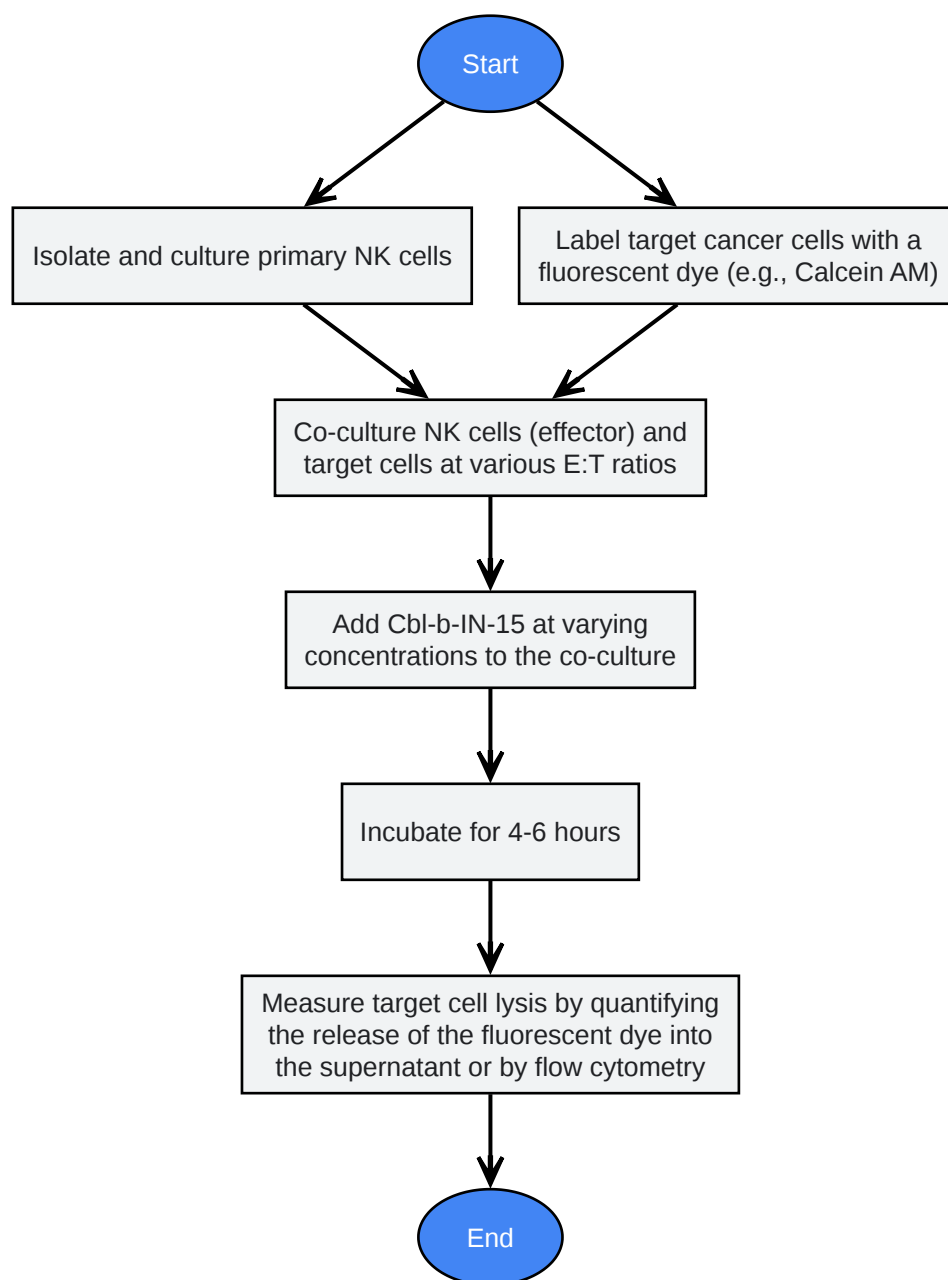 Start
Isolate and culture primary NK cells
Label target cancer cells with a
fluorescent dye (e.g., Calcein AM)
Co-culture NK cells (effector) and
target cells at various E:T ratios
Add Cbl-b-IN-15 at varying
concentrations to the co-culture
Incubate for 4-6 hours
Measure target cell lysis by quantifying
the release of the fluorescent dye into
the supernatant or by flow cytometry
End